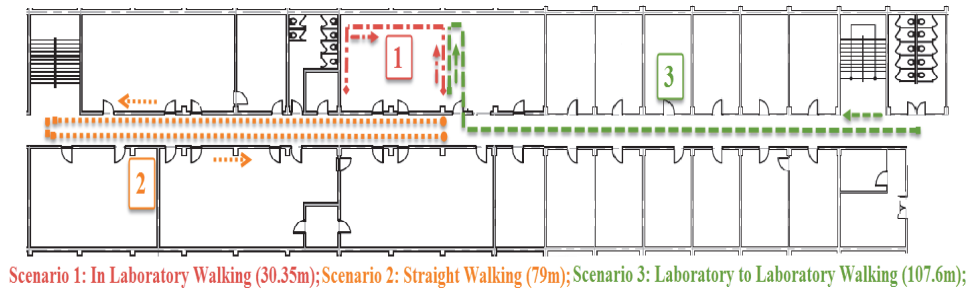 1
3
2
Scenario 1: In Laboratory Walking (30.35m); Scenario 2: Straight Walking (79m); Scenario 3: Laboratory to Laboratory Walking (107.6m);